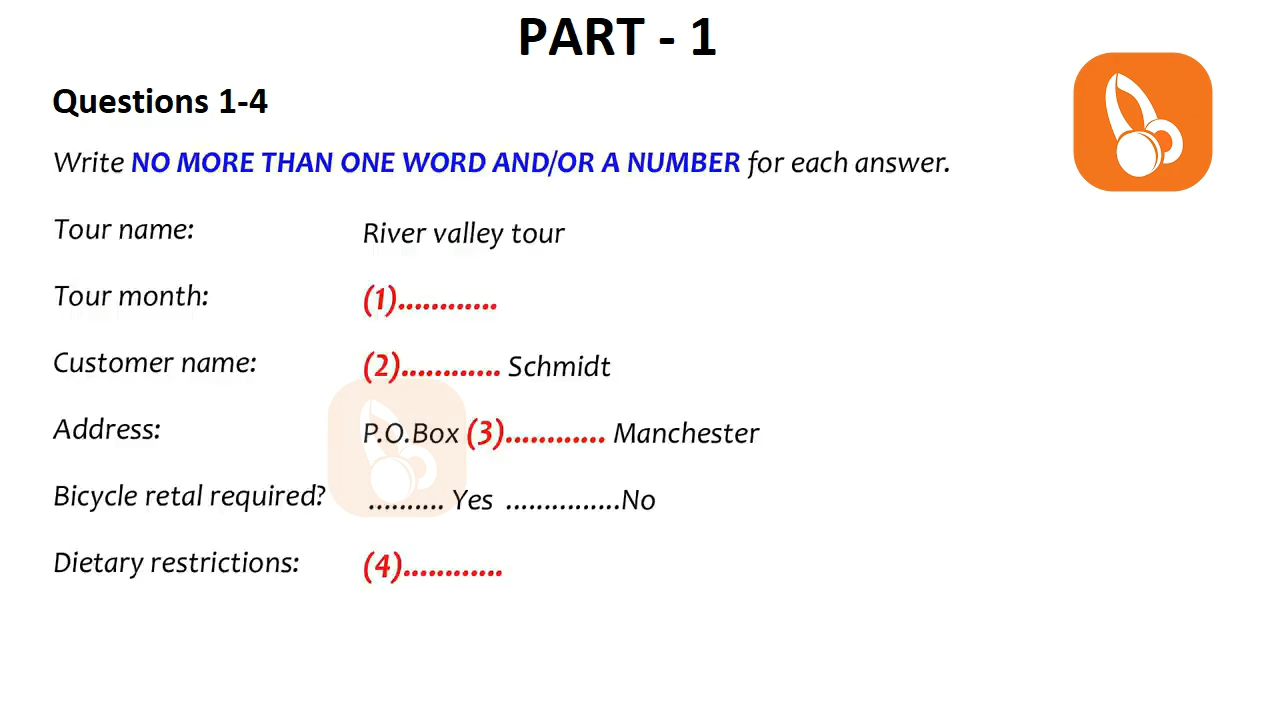 PART - 1
Questions 1-4
Write NO MORE THAN ONE WORD AND/OR A NUMBER for each answer.
Tour name: River valley tour
Tour month: (1)............
Customer name: (2)............ Schmidt
Address: P.O.Box (3)............ Manchester
Bicycle retal required? .......... Yes ...............No
Dietary restrictions: (4)............